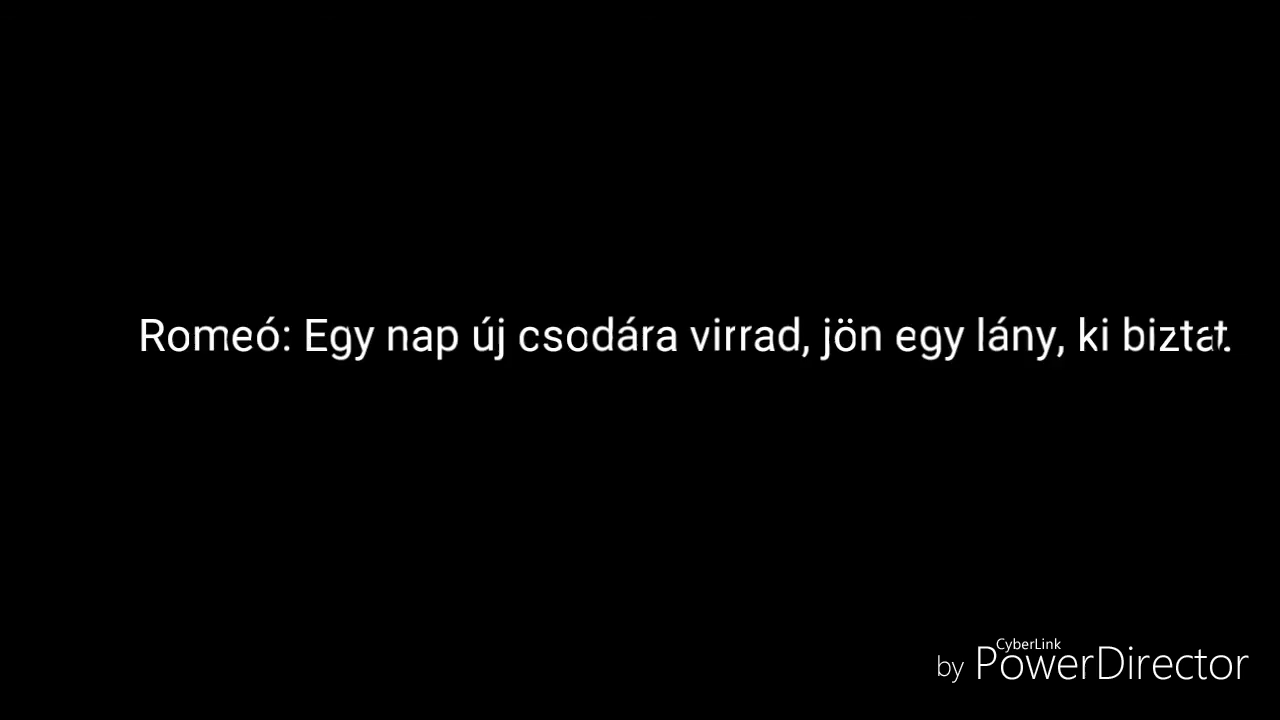 Romeó: Egy nap új csodára virrad, jön egy lány, ki biztat.
CyberLink
by PowerDirector